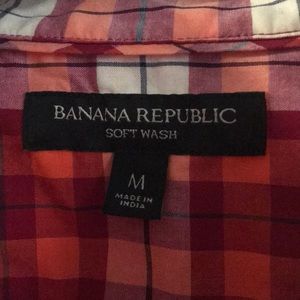 BANANA REPUBLIC
SOFT WASH
M
MADE IN
INDIA